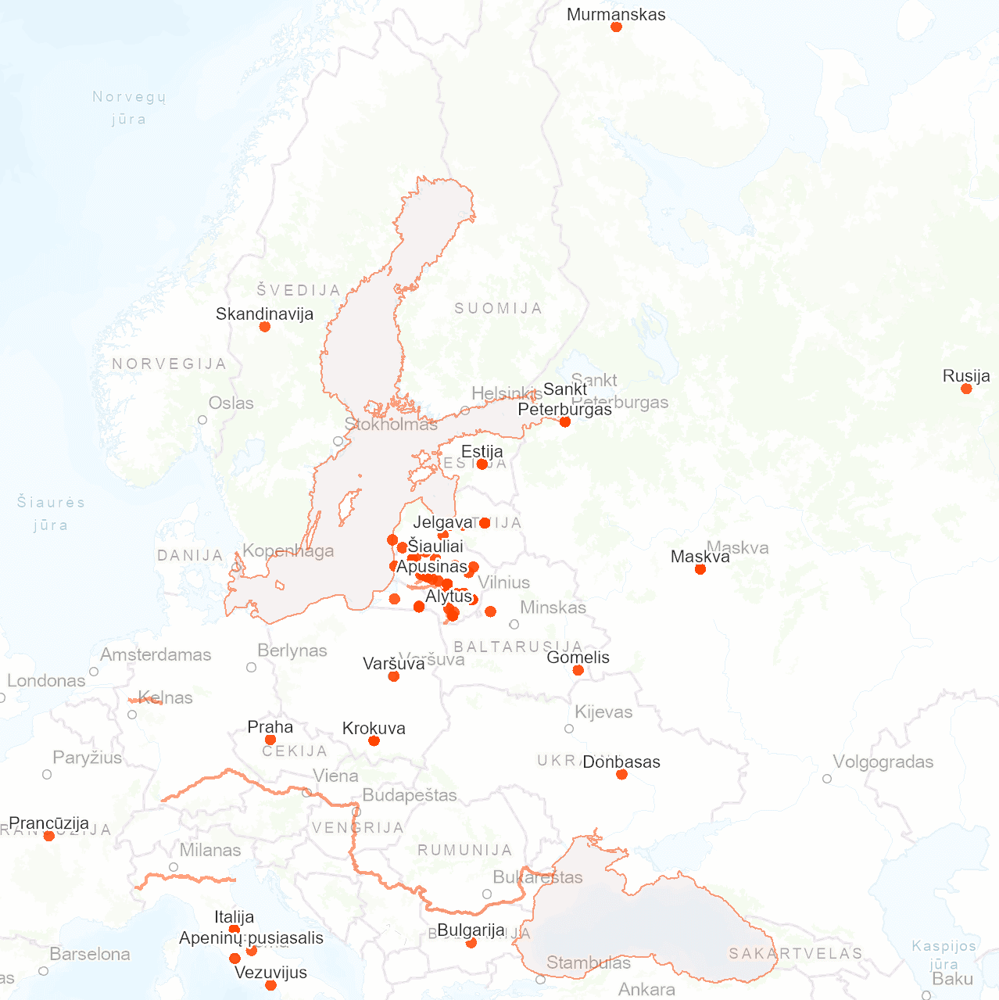 Murmanskas
Norvegų
jūra
ŠVEDIJA
Skandinavija
SUOMIJA
NORVEGIJA
Rusija
Sankt
Peterburgas
Helsinkis
Sankt
Peterburgas
Oslas
Stokholmas
Estija
ESTIJA
Šiaurės
jūra
Jelgava
Šiauliai
DANIJA
Kopenhaga
Maskva
Maskva
Apusinas
Vilnius
Alytus
Minskas
BALTARUSIJA
Amsterdamas
Berlynas
Varšuva
Varšuva
Gomelis
Londonas
Kelnas
Kijevas
Praha
Krokuva
ČEKIJA
Paryžius
Donbasas
Volgogradas
Viena
Budapeštas
Prancūzija
VENGRIJA
Milanas
RUMUNIJA
Bukareštas
Italija
Apeninų pusiasalis
Bulgarija
Barselona
SAKARTVELAS
Kaspijos
jūra
Stambulas
Vezuvijus
Baku
Ankara